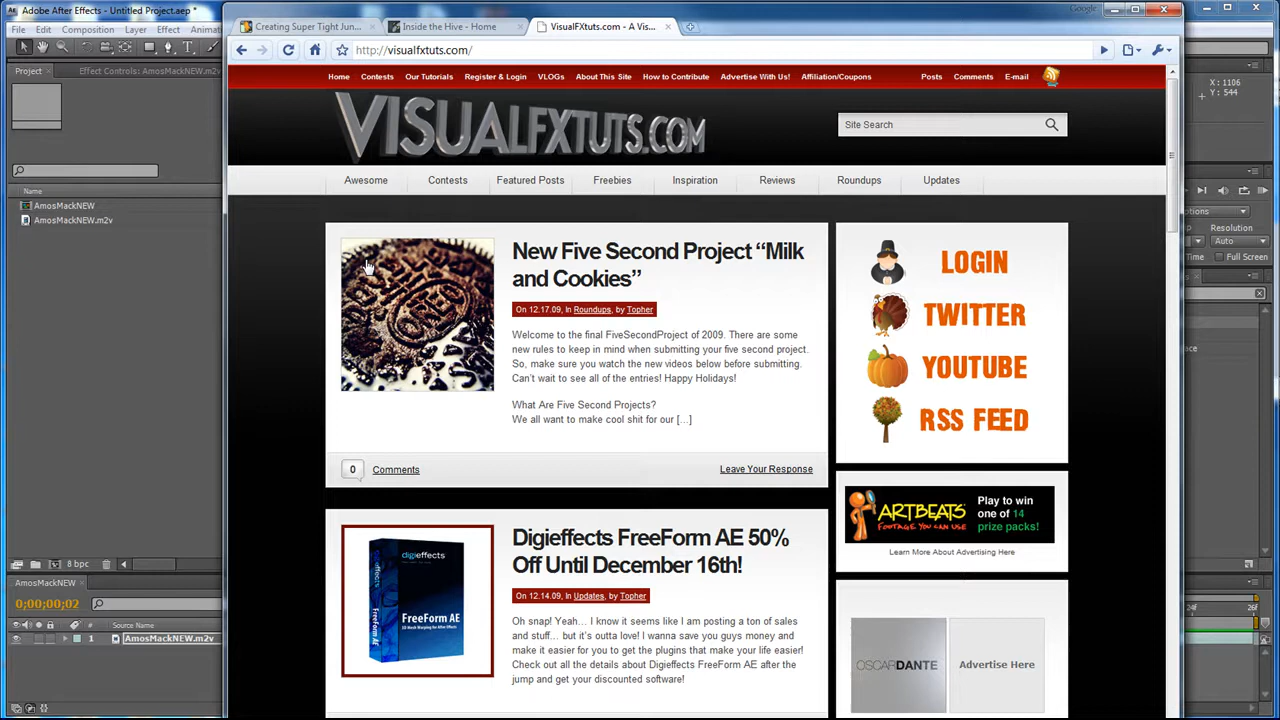 Adobe After Effects - Untitled Project.aep *
File Edit Composition Layer Effect Animat
Project Effect Controls: AmosMackNEW.m2v
Name
AmosMackNEW
AmosMackNEW.m2v
8 bpc
AmosMackNEW
0;00;00;02
Source Name
1 AmosMackNEW.m2v
Google
Creating Super Tight Jun...
Inside the Hive - Home
VisualFXtuts.com - A Vis...
http://visualfxtuts.com/
Home Contests Our Tutorials Register & Login VLOGs About This Site How to Contribute Advertise With Us! Affiliation/Coupons Posts Comments E-mail
VISUALFXTUTS.COM
Site Search
Awesome Contests Featured Posts Freebies Inspiration Reviews Roundups Updates
New Five Second Project “Milk
and Cookies”
On 12.17.09, In Roundups, by Topher
Welcome to the final FiveSecondProject of 2009. There are some
new rules to keep in mind when submitting your five second project.
So, make sure you watch the new videos below before submitting.
Can’t wait to see all of the entries! Happy Holidays!
What Are Five Second Projects?
We all want to make cool shit for our [...]
0 Comments Leave Your Response
Digieffects FreeForm AE 50%
Off Until December 16th!
On 12.14.09, In Updates, by Topher
Oh snap! Yeah… I know it seems like I am posting a ton of sales
and stuff… but it’s outta love! I wanna save you guys money and
make it easier for you to get the plugins that make your life easier!
Check out all the details about Digieffects FreeForm AE after the
jump and get your discounted software!
digieffects
FreeForm AE
FreeForm AE
LOGIN
TWITTER
YOUTUBE
RSS FEED
ARTBEATS
FOOTAGE YOU CAN USE
Play to win
one of 14
prize packs!
Learn More About Advertising Here
OSCARDANTE
Advertise Here
X: 1106
Y: 544
ptions
Auto
Time Full Screen
24f 26f